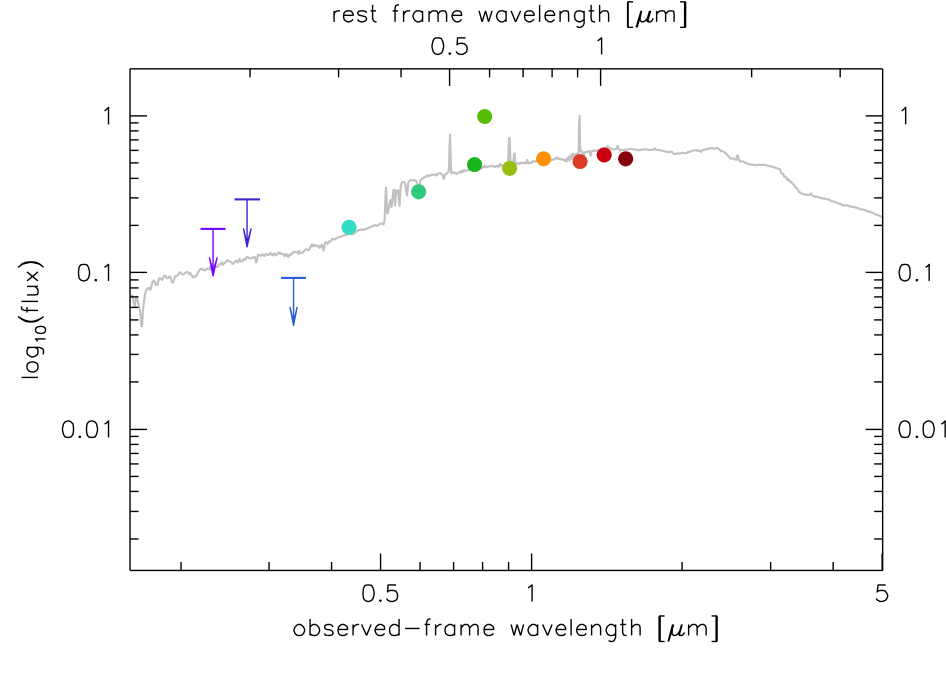 rest frame wavelength [μm]
0.5 1
1 1
0.1 0.1
0.01 0.01
log10(flux)
0.5 1 5
observed-frame wavelength [μm]